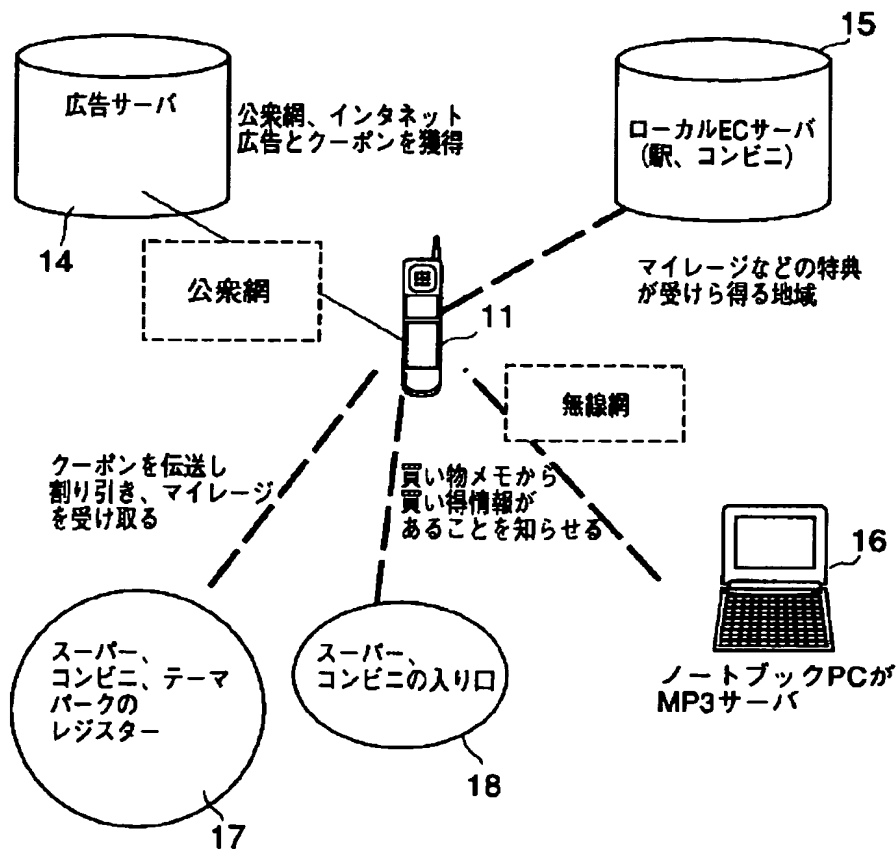 15
広告サーバ
公衆網、インタネット
広告とクーポンを獲得
ローカルECサーバ
(駅、コンビニ)
14
公衆網
マイレージなどの特典
が受けら得る地域
11
無線網
クーポンを伝送し
割り引き、マイレージ
を受け取る
買い物メモから
買い得情報が
あることを知らせる
16
スーパー、
コンビニ、テーマ
パークの
レジスター
スーパー、
コンビニの入り口
ノートブックPCが
MP3サーバ
18
17